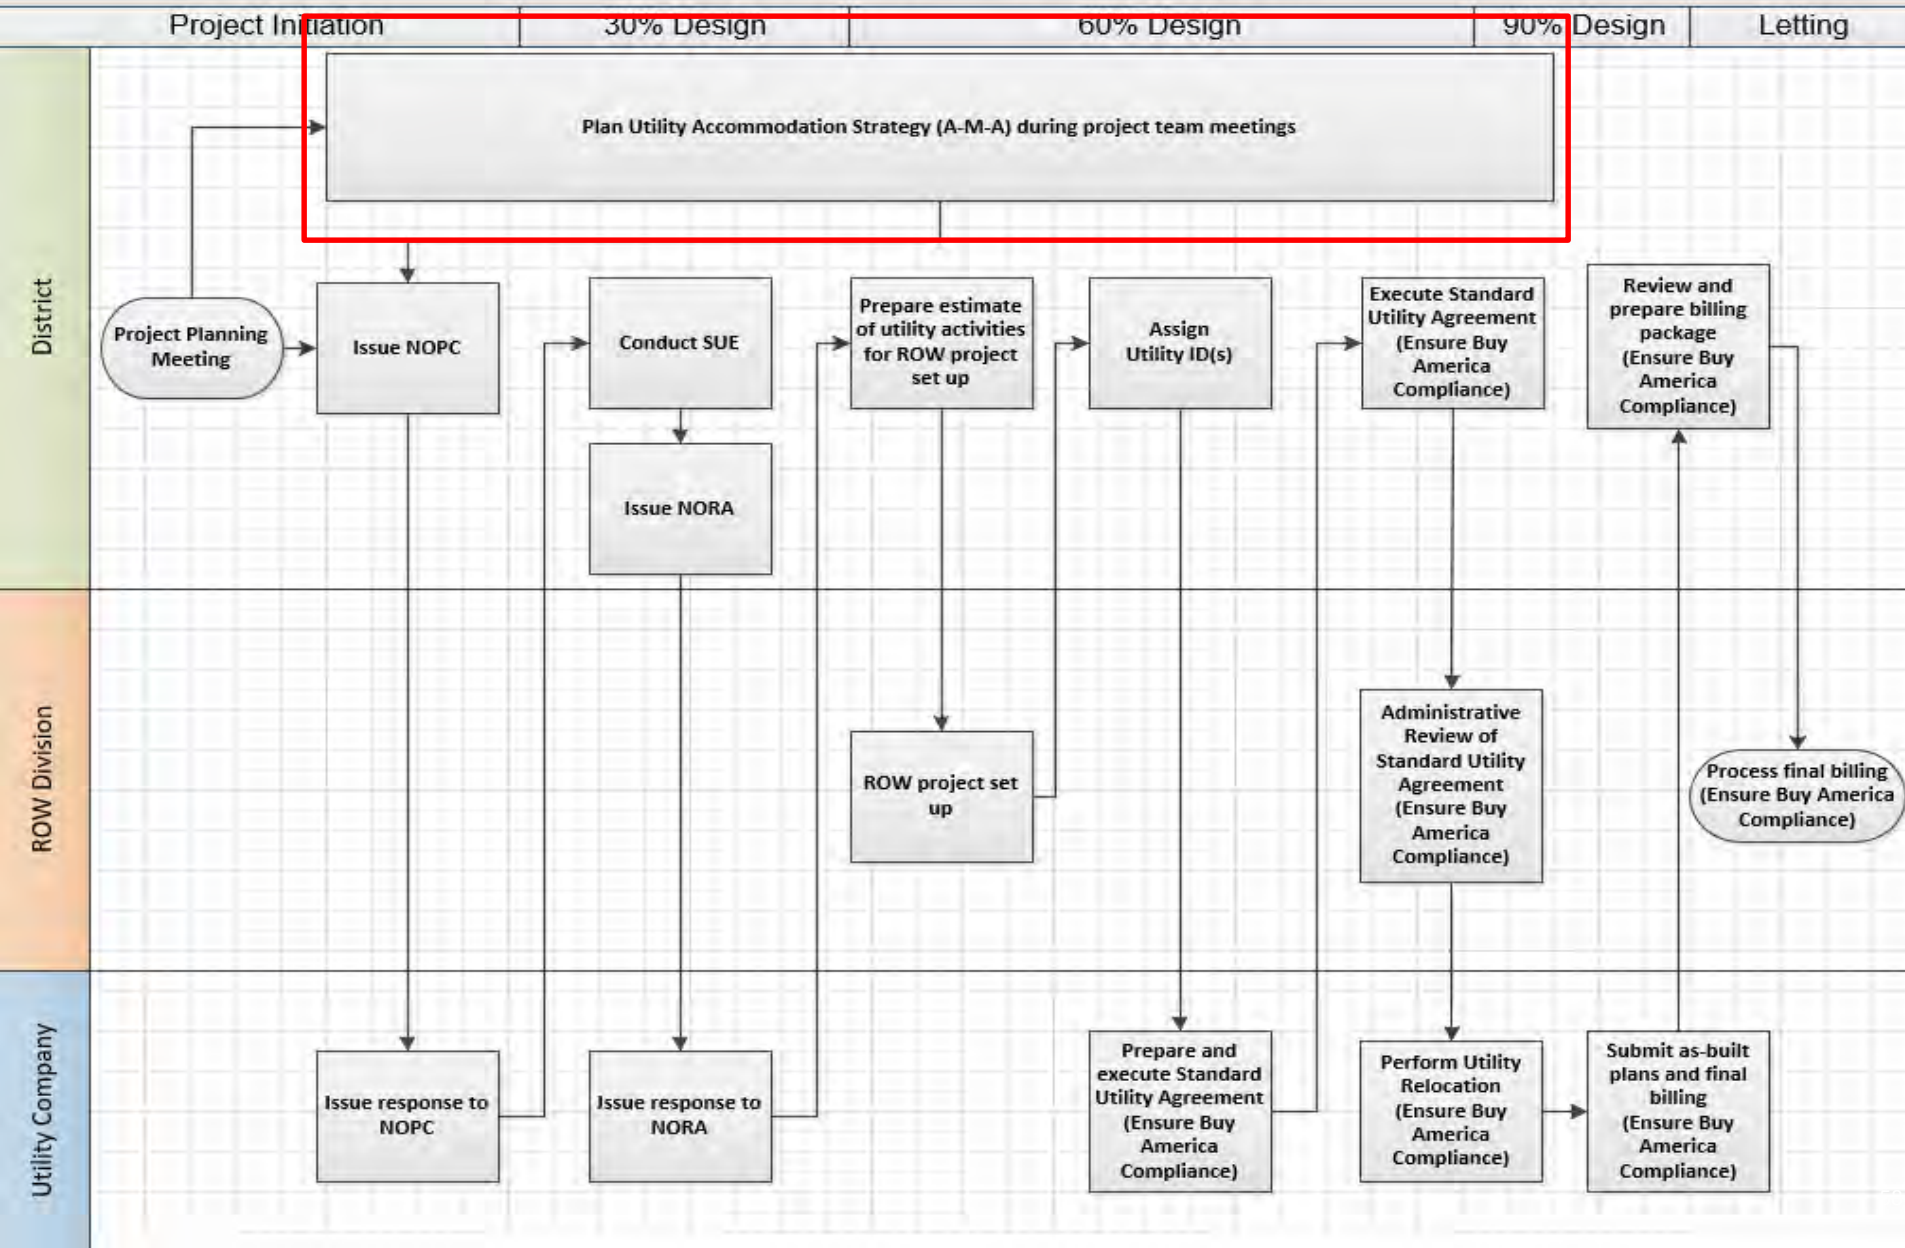 Project Initiation
30% Design
60% Design
90% Design
Letting
District
Plan Utility Accommodation Strategy (A-M-A) during project team meetings
Project Planning
Meeting
Issue NOPC
Conduct SUE
Issue NORA
Prepare estimate
of utility activities
for ROW project
set up
Assign
Utility ID(s)
Execute Standard
Utility Agreement
(Ensure Buy
America
Compliance)
Review and
prepare billing
package
(Ensure Buy
America
Compliance)
ROW Division
ROW project set
up
Administrative
Review of
Standard Utility
Agreement
(Ensure Buy
America
Compliance)
Process final billing
(Ensure Buy America
Compliance)
Utility Company
Issue response to
NOPC
Issue response to
NORA
Prepare and
execute Standard
Utility Agreement
(Ensure Buy
America
Compliance)
Perform Utility
Relocation
(Ensure Buy
America
Compliance)
Submit as-built
plans and final
billing
(Ensure Buy
America
Compliance)